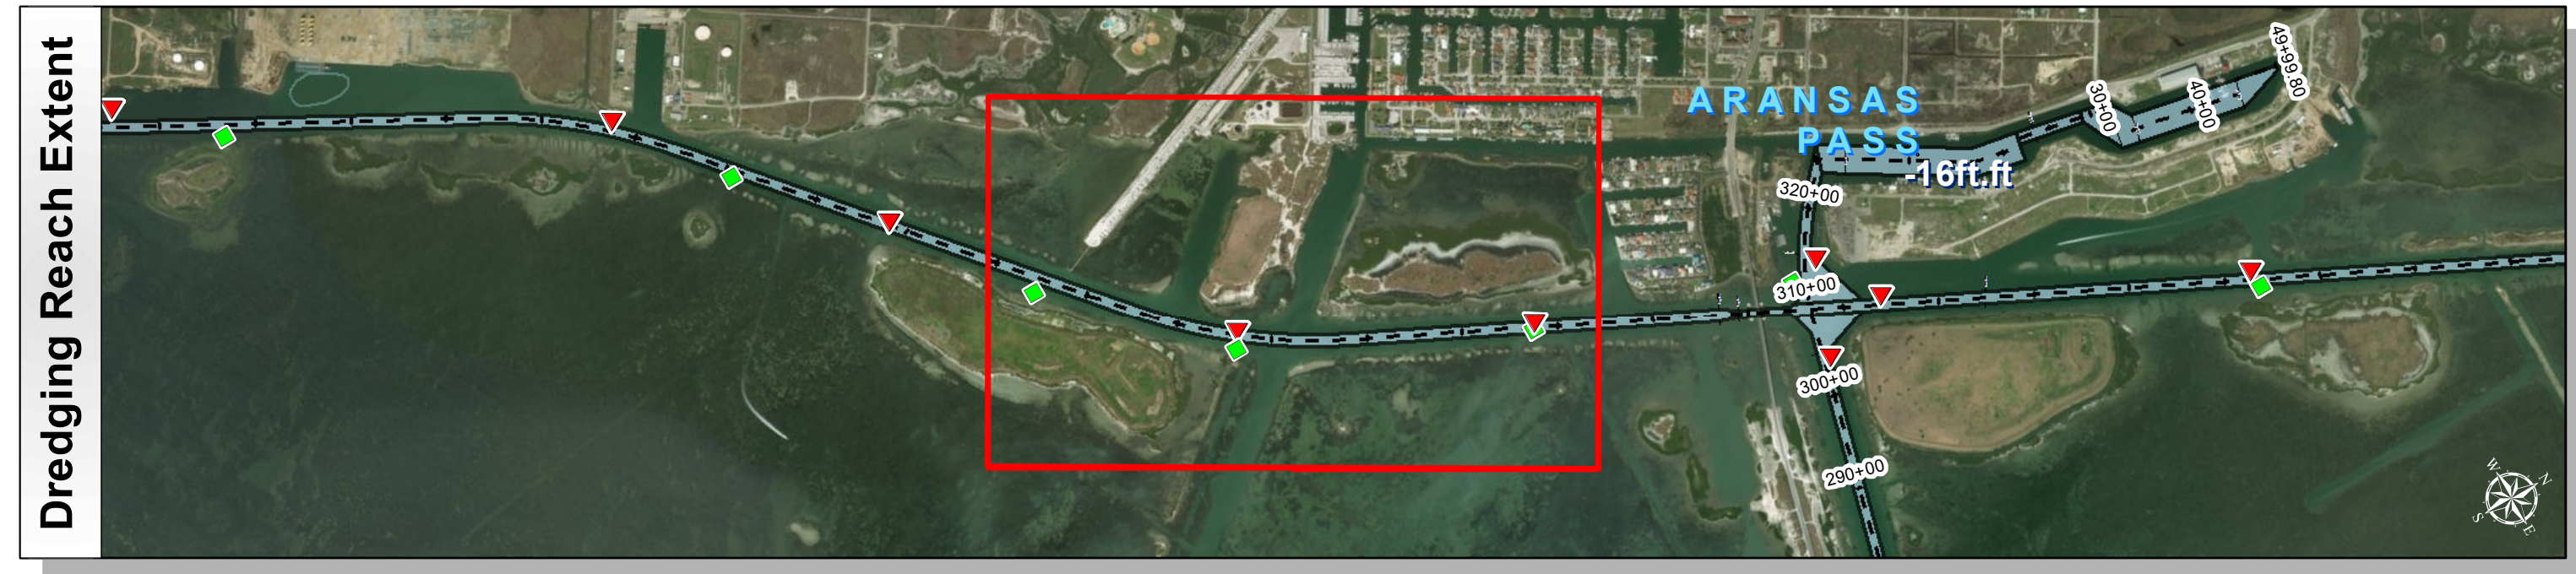 Dredging Reach Extent
ARANSAS
PASS
-16ft.ft
49+99.80
40+00
30+00
320+00
310+00
300+00
290+00
W
N
S
E